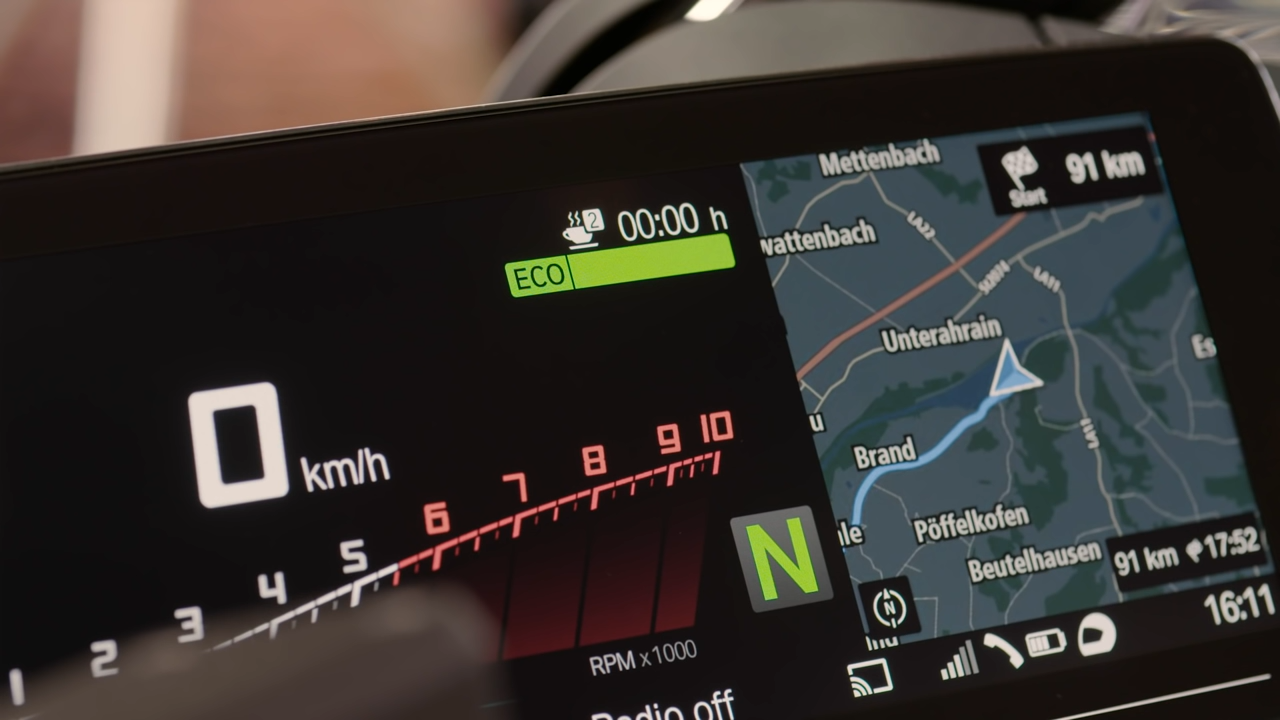 2 00:00 h
ECO
0 km/h
1 2 3 4 5 6 7 8 9 10
RPM x1000
N
Radio off
Mettenbach
Start 91 km
wattenbach
LA22
LA11
Unterahrain
Es
u
Brand
LA11
le
Pöffelkofen
Beutelhausen
91 km 17:52
N
16:11